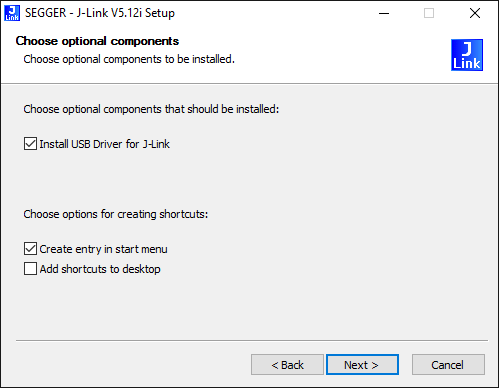 J Link SEGGER - J-Link V5.12i Setup
Choose optional components
Choose optional components to be installed.
J
Link
Choose optional components that should be installed:
Install USB Driver for J-Link
Choose options for creating shortcuts:
Create entry in start menu
Add shortcuts to desktop
< Back Next > Cancel